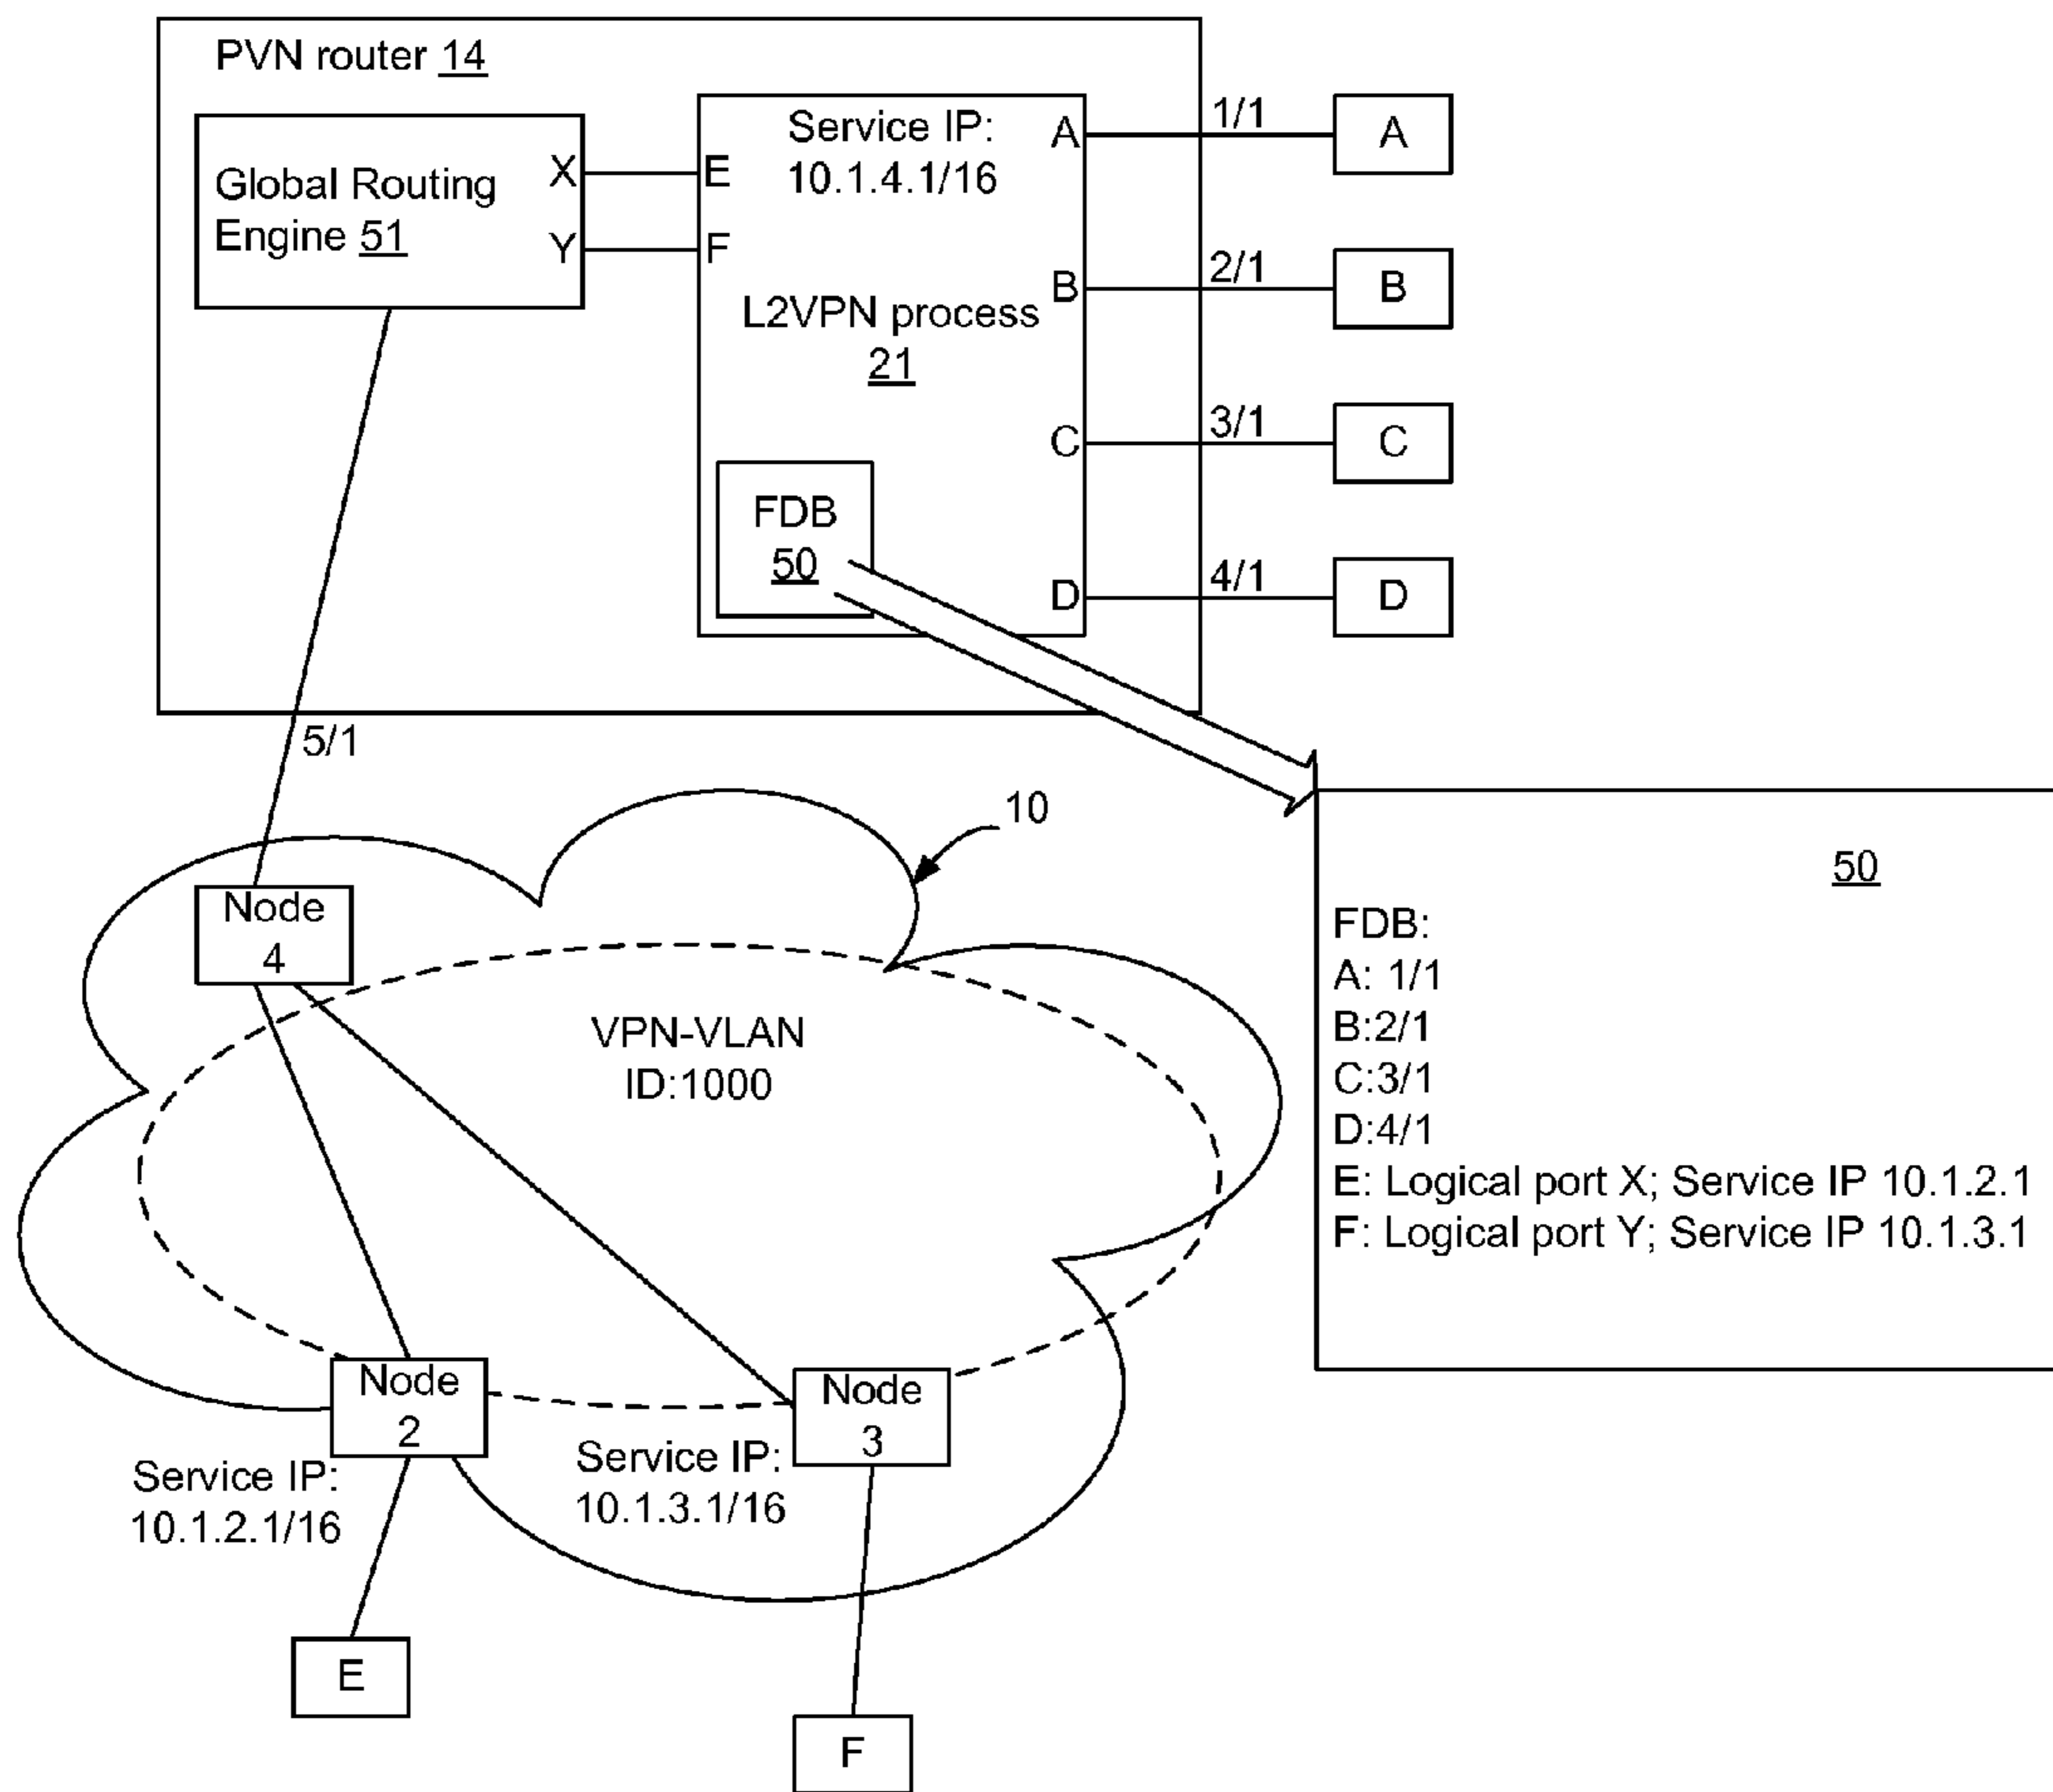 PVN router 14
Global Routing
Engine 51
X
Y
E
F
Service IP:
10.1.4.1/16
L2VPN process
21
FDB
50
A
B
C
D
1/1
2/1
3/1
4/1
A
B
C
D
5/1
10
Node
4
VPN-VLAN
ID:1000
50
FDB:
A: 1/1
B:2/1
C:3/1
D:4/1
E: Logical port X; Service IP 10.1.2.1
F: Logical port Y; Service IP 10.1.3.1
Node
2
Service IP:
10.1.2.1/16
Node
3
Service IP:
10.1.3.1/16
E
F